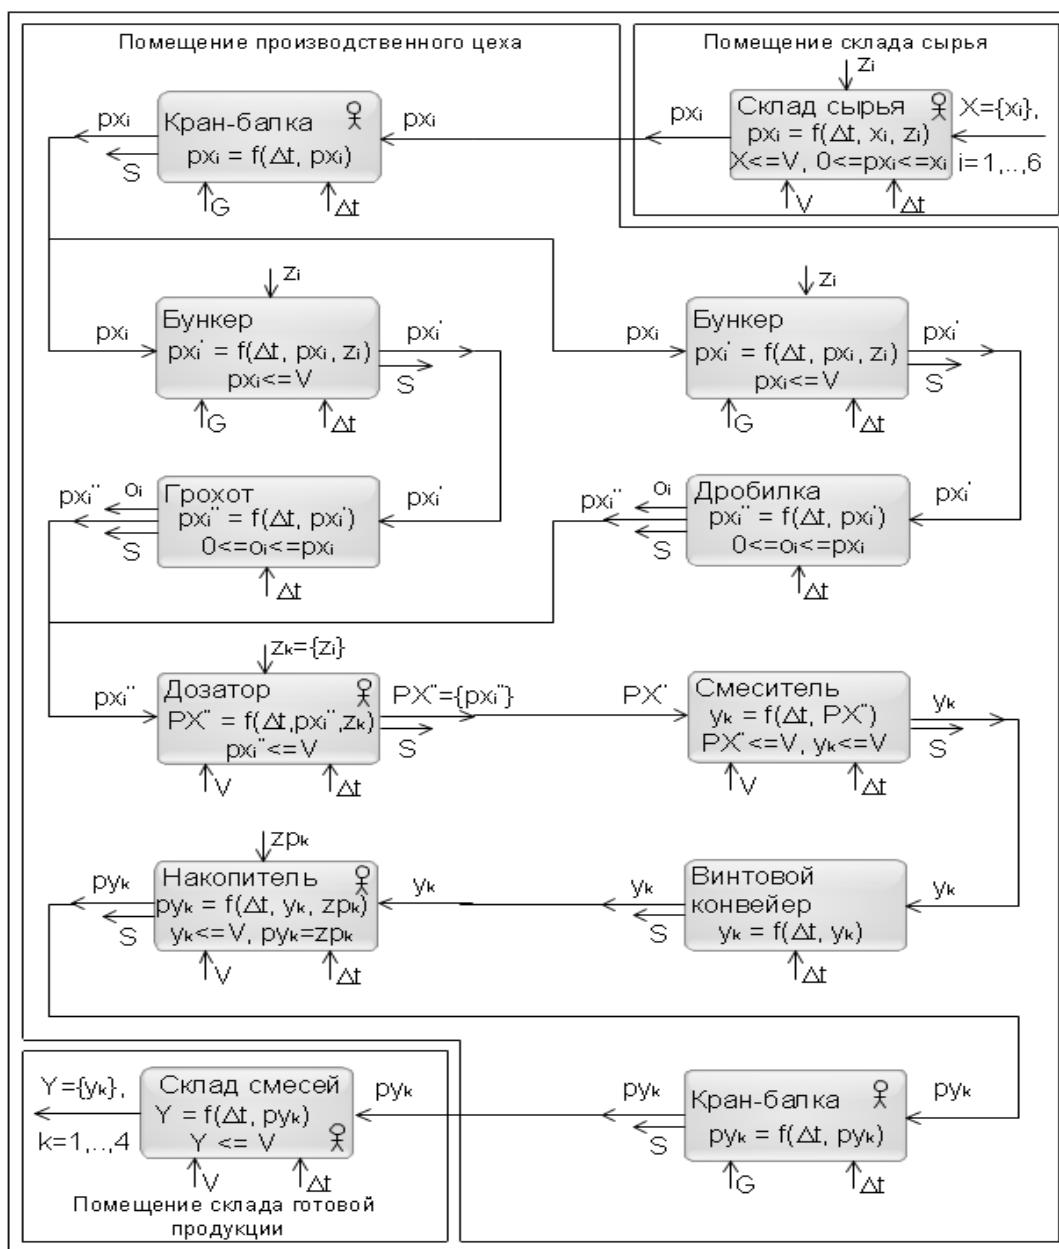 Помещение производственного цеха
Помещение склада сырья
zᵢ
Склад сырья
pxᵢ = f(Δt, xᵢ, zᵢ)
X<=V, 0<=pxᵢ<=xᵢ
X={xᵢ},
i=1,..,6
V
Δt
pxᵢ
pxᵢ
Кран-балка
pxᵢ = f(Δt, pxᵢ)
pxᵢ
S
G
Δt
zᵢ
pxᵢ
Бункер
pxᵢ' = f(Δt, pxᵢ, zᵢ)
pxᵢ<=V
pxᵢ'
S
G
Δt
zᵢ
pxᵢ
Бункер
pxᵢ' = f(Δt, pxᵢ, zᵢ)
pxᵢ<=V
pxᵢ'
S
G
Δt
pxᵢ''
oᵢ
S
Грохот
pxᵢ'' = f(Δt, pxᵢ')
0<=oᵢ<=pxᵢ
pxᵢ'
Δt
pxᵢ''
oᵢ
S
Дробилка
pxᵢ'' = f(Δt, pxᵢ')
0<=oᵢ<=pxᵢ
pxᵢ'
Δt
zₖ={zᵢ}
pxᵢ''
Дозатор
PX'' = f(Δt,pxᵢ'',zₖ)
pxᵢ''<=V
PX''={pxᵢ''}
S
V
Δt
PX''
Смеситель
yₖ = f(Δt, PX'')
PX''<=V, yₖ<=V
yₖ
S
V
Δt
zpₖ
pyₖ
S
Накопитель
pyₖ = f(Δt, yₖ, zpₖ)
yₖ<=V, pyₖ=zpₖ
yₖ
V
Δt
yₖ
S
Винтовой
конвейер
yₖ = f(Δt, yₖ)
yₖ
Δt
Y={yₖ},
k=1,..,4
Склад смесей
Y = f(Δt, pyₖ)
Y <= V
pyₖ
V
Δt
Помещение склада готовой
продукции
pyₖ
S
Кран-балка
pyₖ = f(Δt, pyₖ)
pyₖ
G
Δt